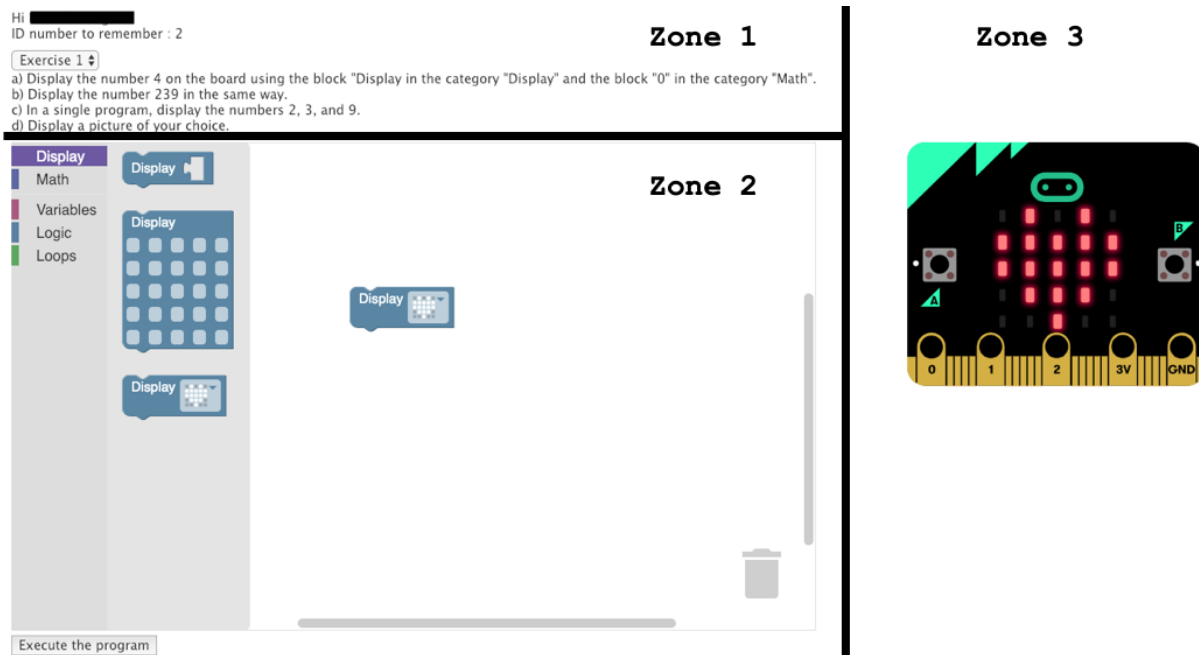 Hi
ID number to remember : 2
Exercise 1
a) Display the number 4 on the board using the block "Display in the category "Display" and the block "0" in the category "Math".
b) Display the number 239 in the same way.
c) In a single program, display the numbers 2, 3, and 9.
d) Display a picture of your choice.
Zone 1
Display
Math
Variables
Logic
Loops
Display
Display
Display
Display
Zone 2
Execute the program
Zone 3
B
A
0 1 2 3V GND